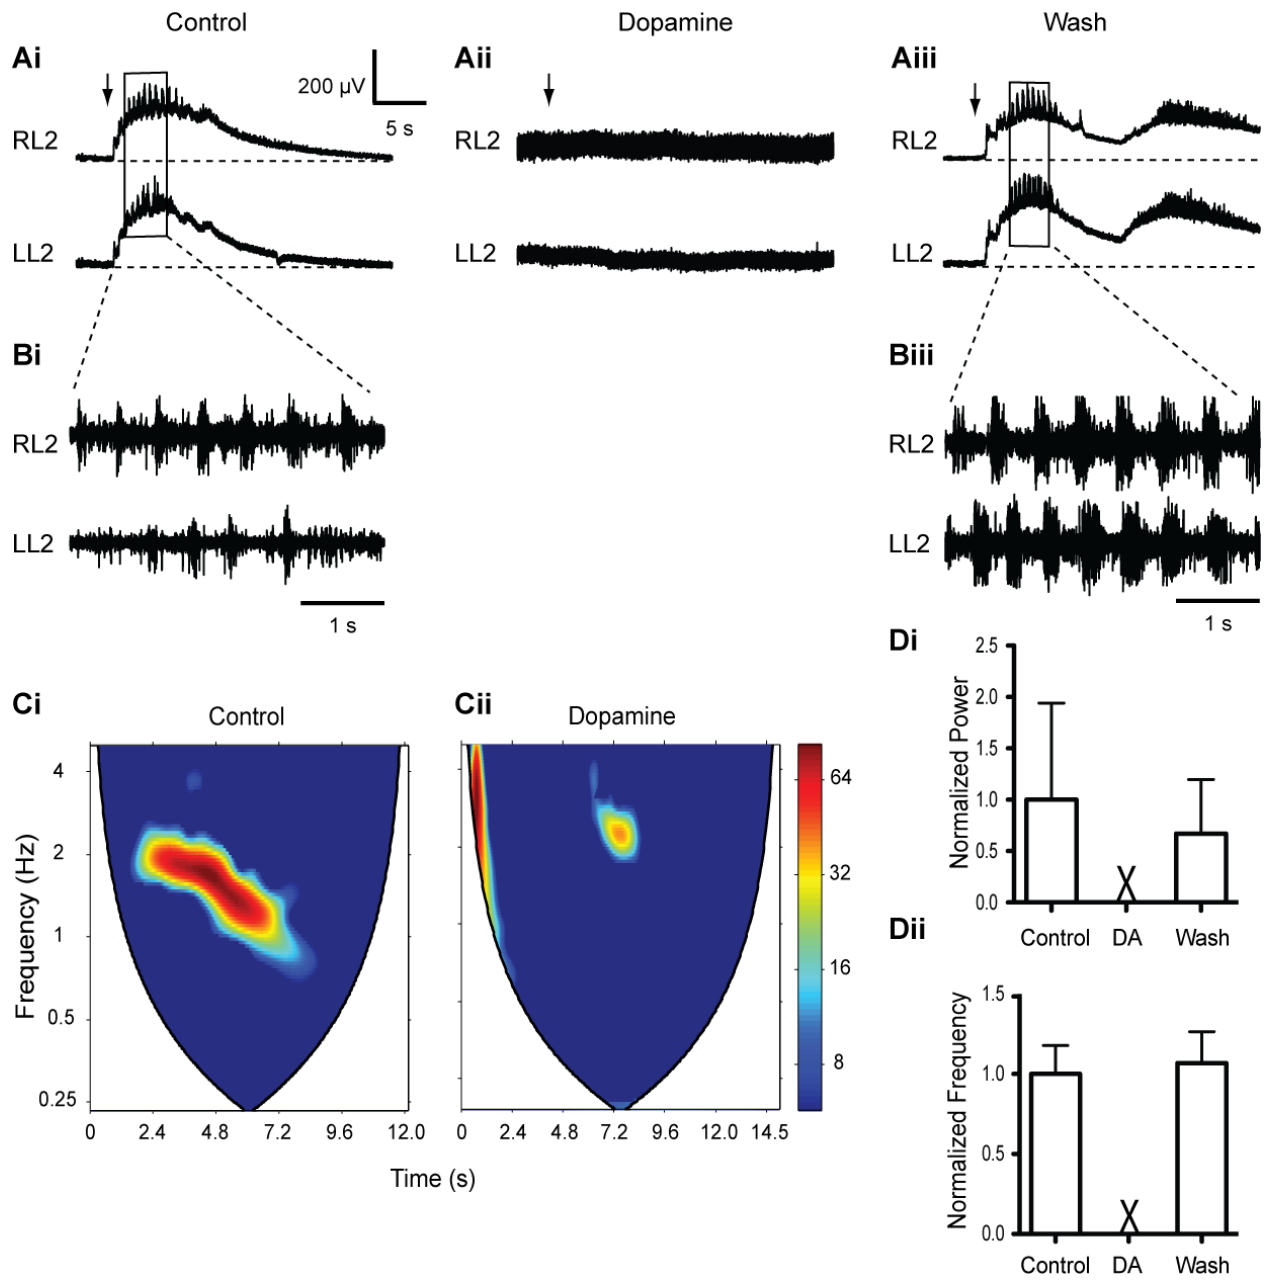 Control
Dopamine
Wash
Ai
Aii
Aiii
200 µV
5 s
RL2
RL2
RL2
LL2
LL2
LL2
Bi
Biii
RL2
RL2
LL2
LL2
1 s
1 s
Di
2.5
2.0
1.5
1.0
0.5
0.0
Normalized Power
X
Control DA Wash
Ci
Control
Cii
Dopamine
4
2
1
0.5
0.25
Frequency (Hz)
0 2.4 4.8 7.2 9.6 12.0
0 2.4 4.8 7.2 9.6 12.0 14.5
Time (s)
64
32
16
8
Dii
1.5
1.0
0.5
0.0
Normalized Frequency
X
Control DA Wash